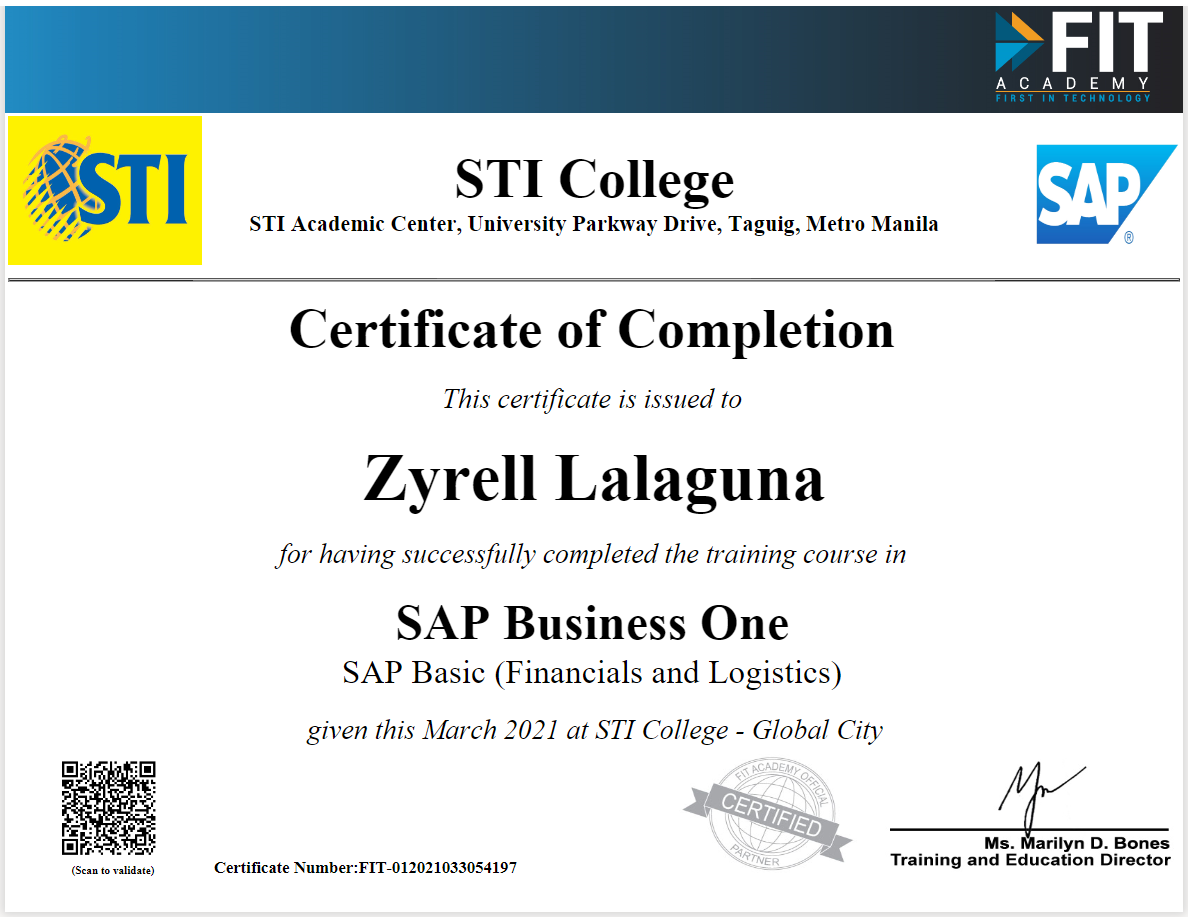 FIT
ACADEMY
FIRST IN TECHNOLOGY
STI
STI College
STI Academic Center, University Parkway Drive, Taguig, Metro Manila
SAP
®
Certificate of Completion
This certificate is issued to
Zyrell Lalaguna
for having successfully completed the training course in
SAP Business One
SAP Basic (Financials and Logistics)
given this March 2021 at STI College - Global City
(Scan to validate)
Certificate Number:FIT-012021033054197
FIT ACADEMY OFFICIAL
CERTIFIED
PARTNER
Ms. Marilyn D. Bones
Training and Education Director